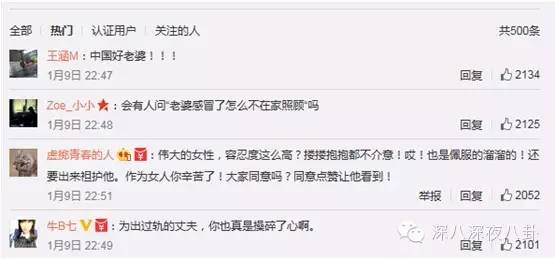 全部 热门 认证用户 关注的人 共500条
王涵M：中国好老婆！！！
1月9日 22:47 回复 2134
Zoe_小小：会有人问“老婆感冒了怎么不在家照顾”吗
1月9日 22:48 回复 2125
虚掷青春的人：伟大的女性，容忍度这么高？搂搂抱抱都不介意！哎！也是佩服的溜溜的！还
要出来袒护他。作为女人你辛苦了！大家同意吗？同意点赞让他看到！
1月9日 22:51 举报 回复 2052
牛B七：为出过轨的丈夫，你也真是操碎了心啊。
1月9日 22:49 回复 2101
深八深夜八卦